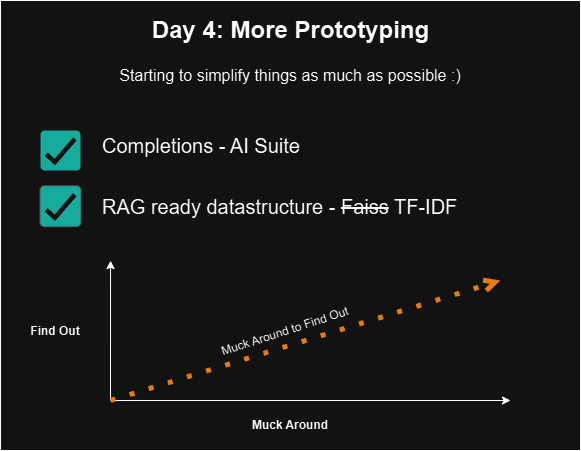 Day 4: More Prototyping
Starting to simplify things as much as possible :)
Completions - AI Suite
RAG ready datastructure - Faiss TF-IDF
Muck Around to Find Out
Find Out
Muck Around